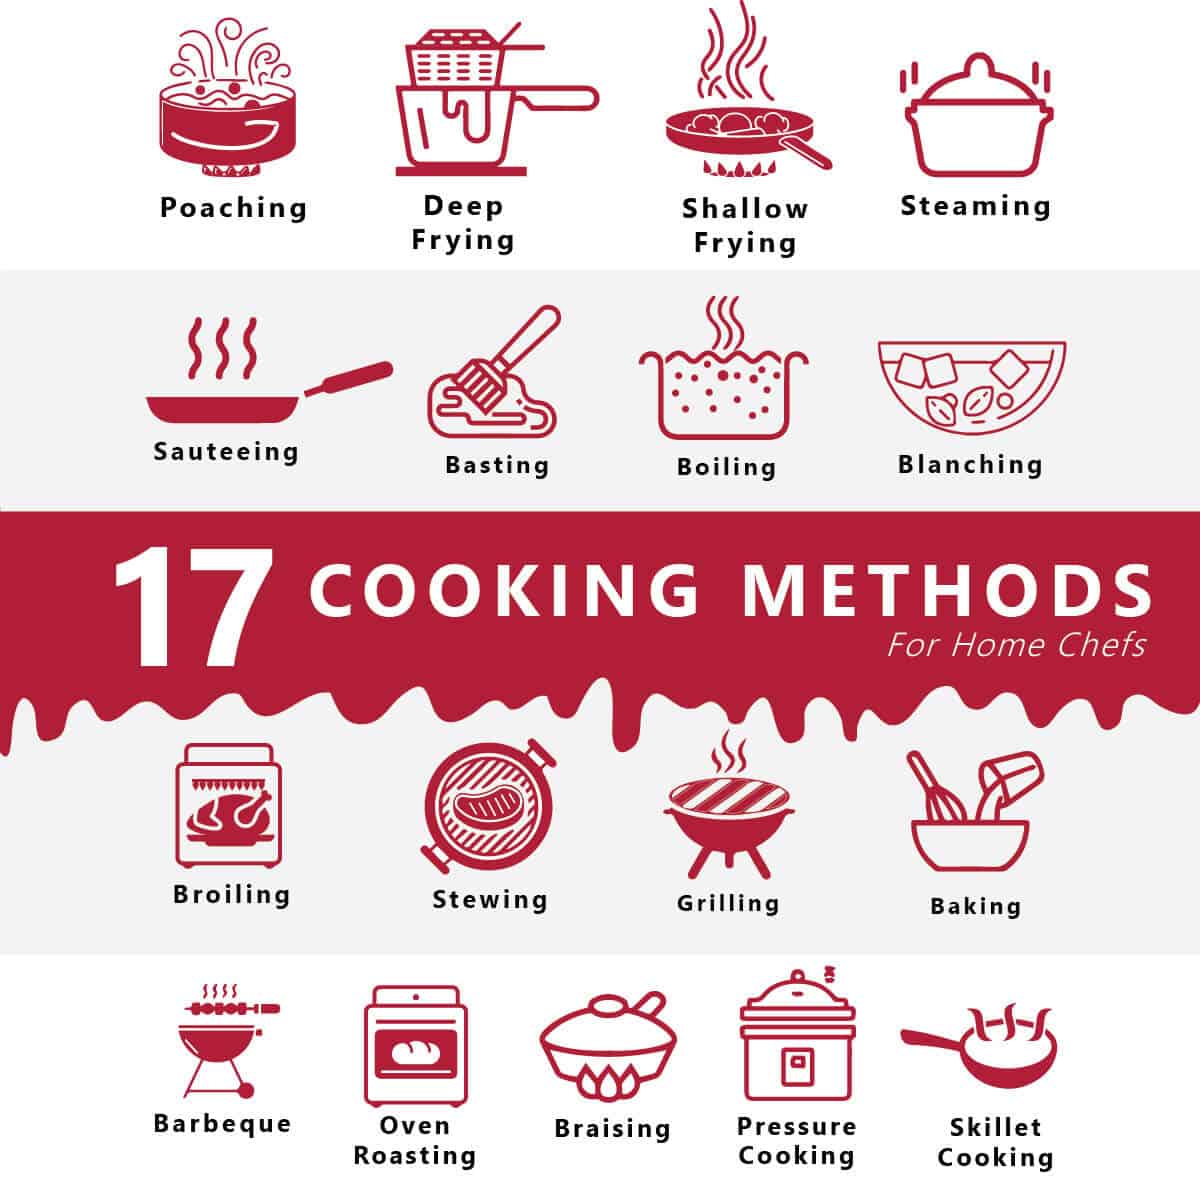 Poaching
Deep
Frying
Shallow
Frying
Steaming
Sauteeing
Basting
Boiling
Blanching
17 COOKING METHODS
For Home Chefs
Broiling
Stewing
Grilling
Baking
Barbeque
Oven
Roasting
Braising
Pressure
Cooking
Skillet
Cooking